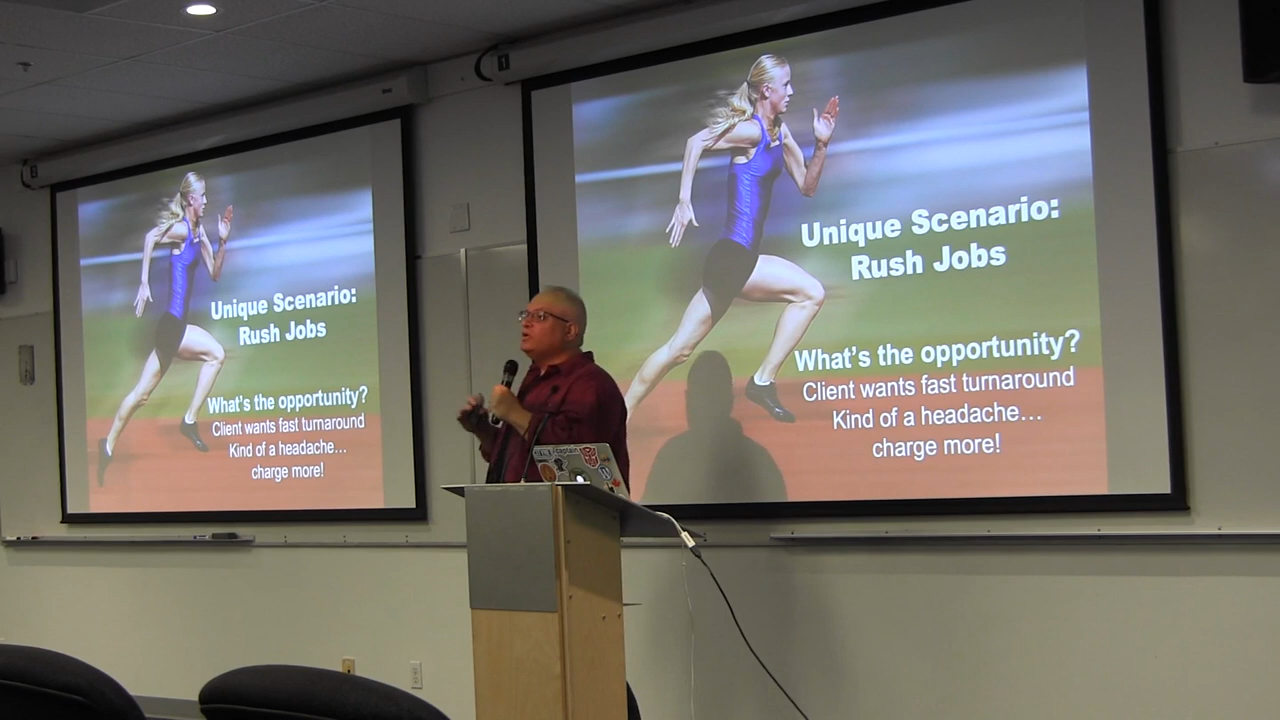 Unique Scenario:
Rush Jobs
What's the opportunity?
Client wants fast turnaround
Kind of a headache...
charge more!
1
Unique Scenario:
Rush Jobs
What's the opportunity?
Client wants fast turnaround
Kind of a headache...
charge more!